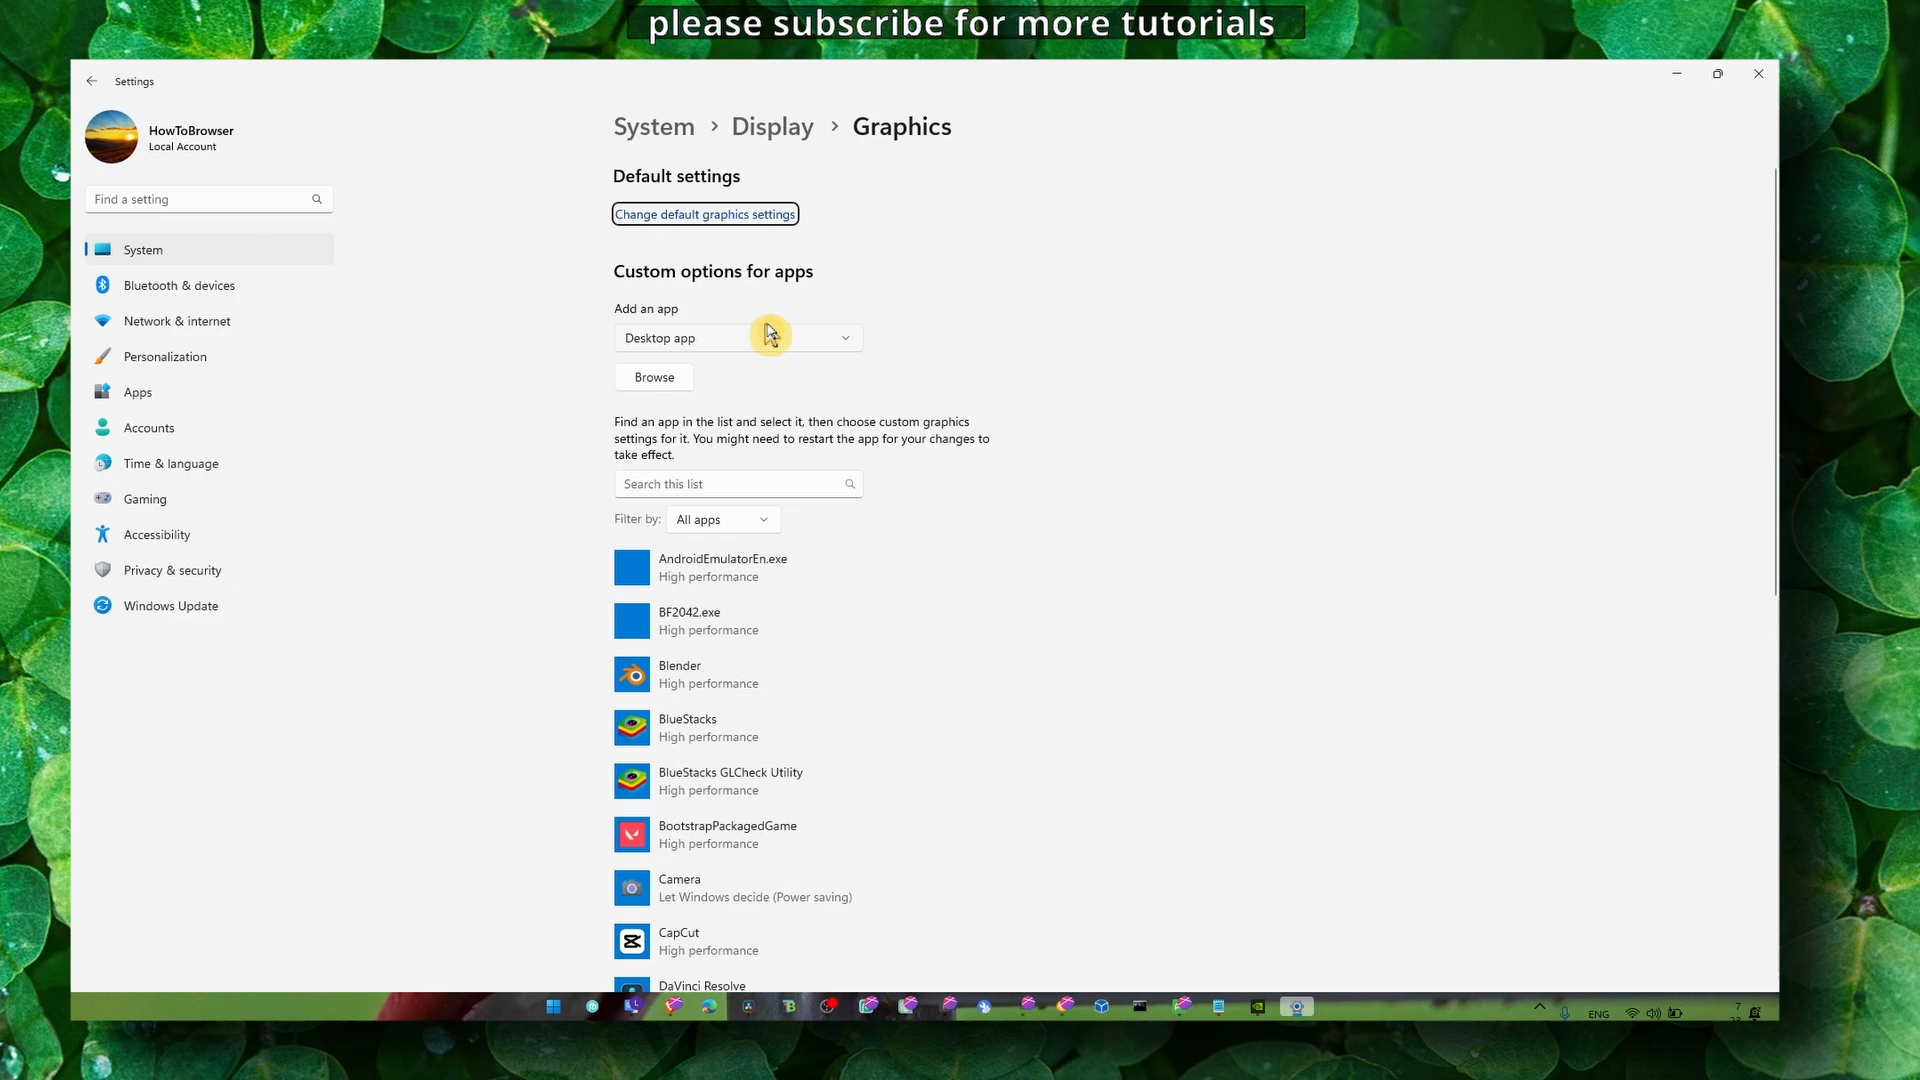 please subscribe for more tutorials
Settings
HowToBrowser
Local Account
Find a setting
System
Bluetooth & devices
Network & internet
Personalization
Apps
Accounts
Time & language
Gaming
Accessibility
Privacy & security
Windows Update
System > Display > Graphics
Default settings
Change default graphics settings
Custom options for apps
Add an app
Desktop app
Browse
Find an app in the list and select it, then choose custom graphics
settings for it. You might need to restart the app for your changes to
take effect.
Search this list
Filter by: All apps
AndroidEmulatorEn.exe
High performance
BF2042.exe
High performance
Blender
High performance
BlueStacks
High performance
BlueStacks GLCheck Utility
High performance
BootstrapPackagedGame
High performance
Camera
Let Windows decide (Power saving)
CapCut
High performance
DaVinci Resolve
ENG